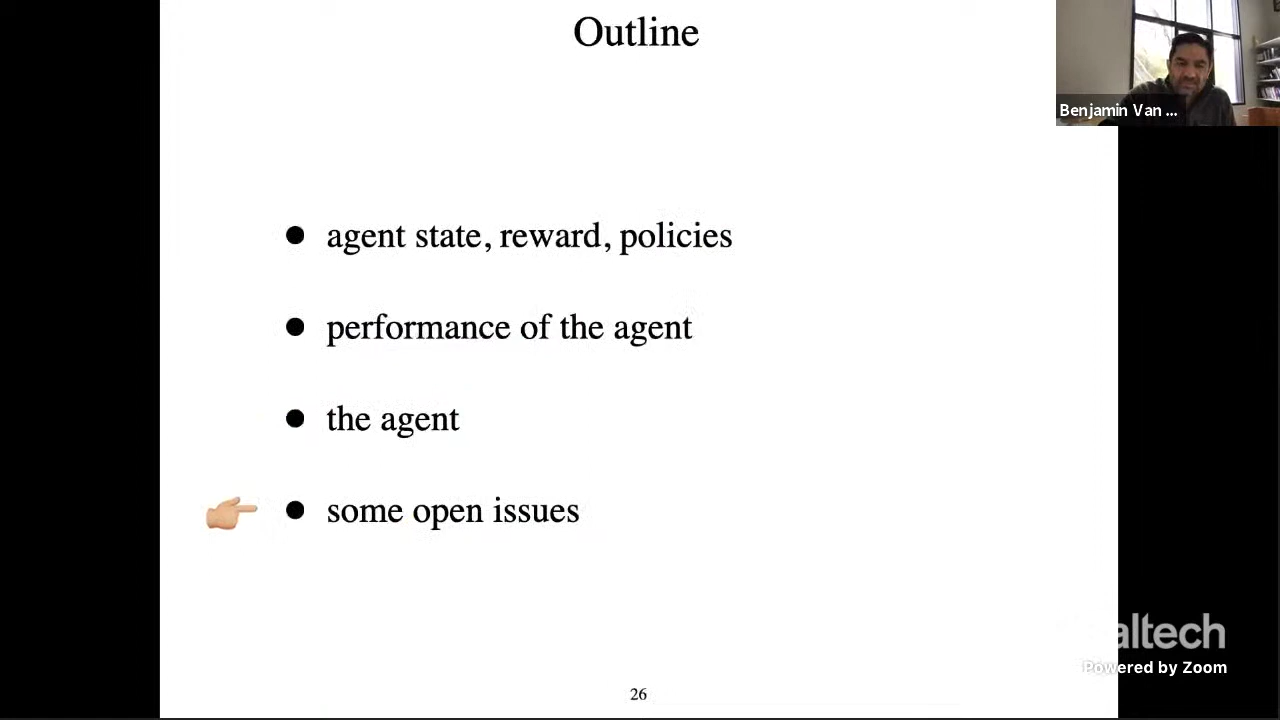 Outline
Benjamin Van ...
● agent state, reward, policies
● performance of the agent
● the agent
● some open issues
altech
Powered by Zoom
26